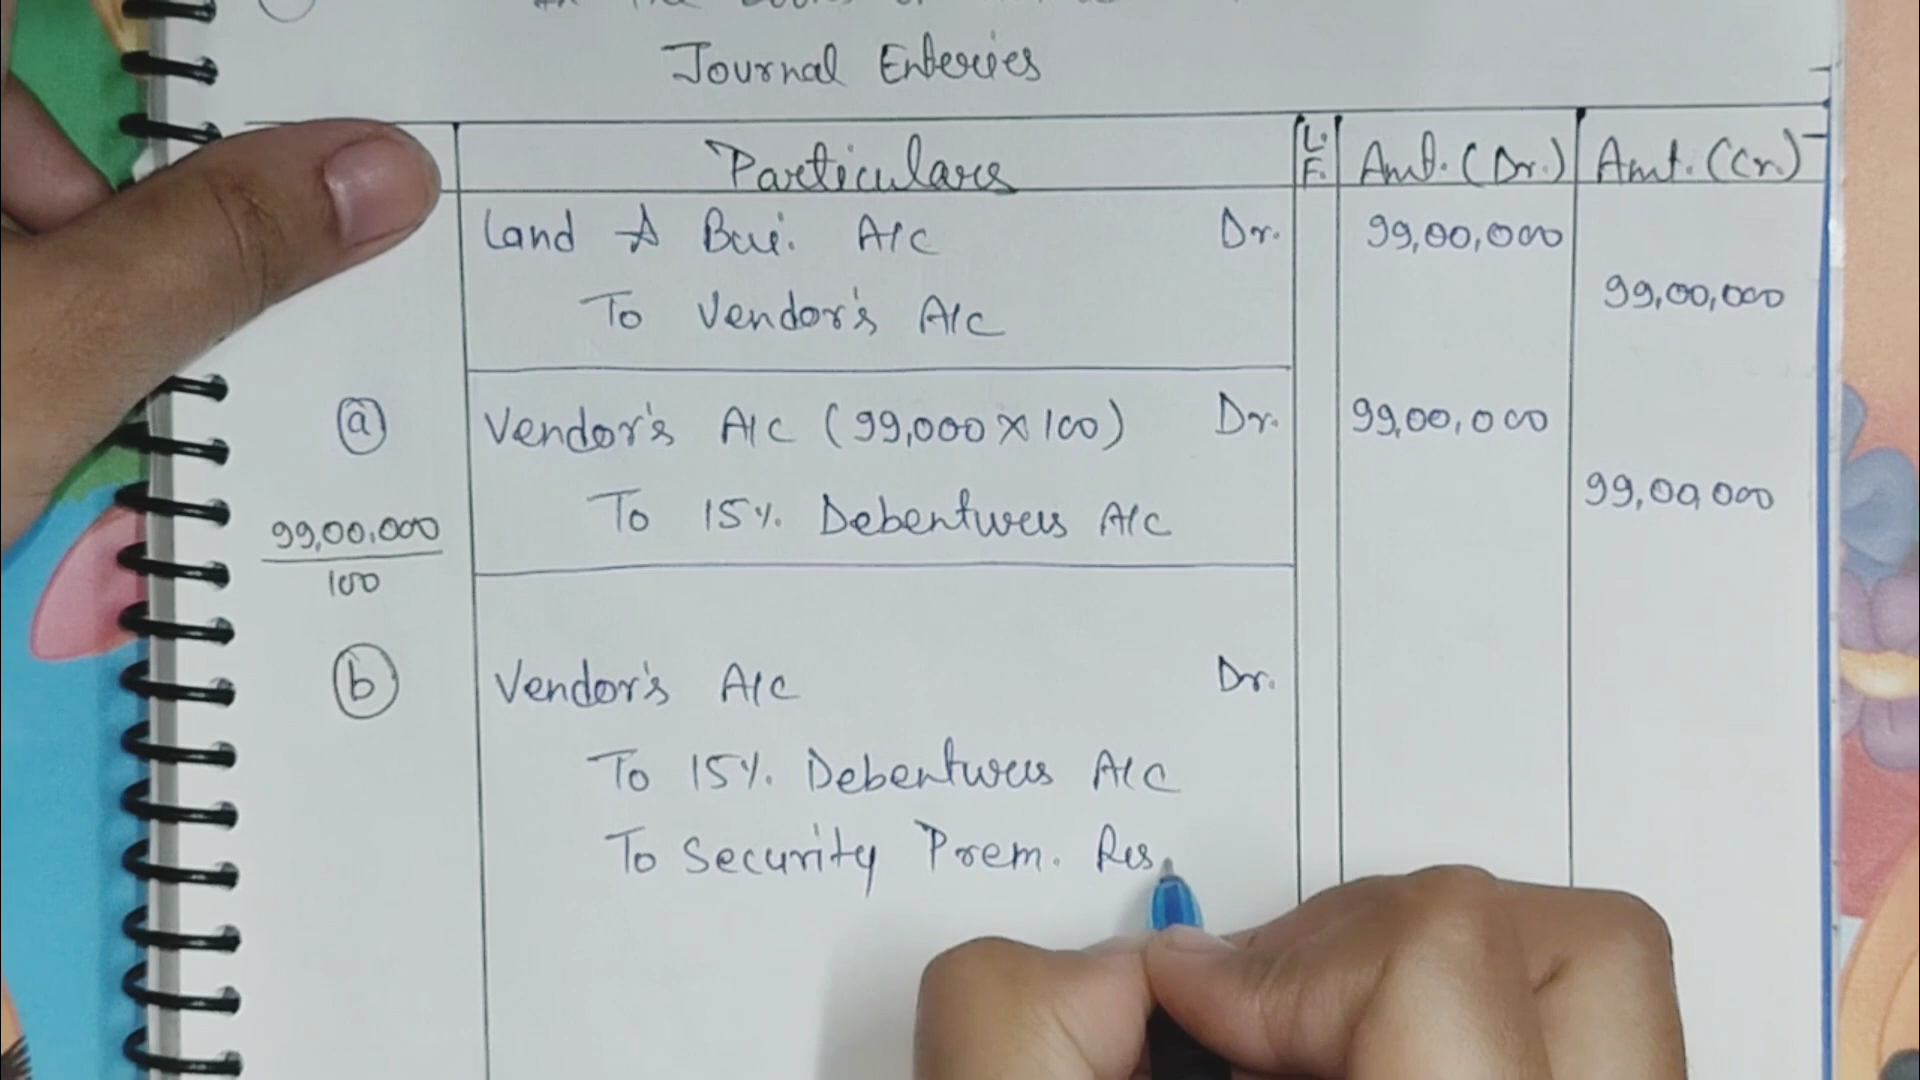 Journal Enteries
Particulars L.F. Amt. (Dr.) Amt. (Cr.)
Land & Bui. A/C Dr. 99,00,000
To Vendor's A/C 99,00,000
(a) Vendor's A/C (99,000 × 100) Dr. 99,00,000
To 15% Debentures A/C 99,00,000
99,00,000
100
(b) Vendor's A/C Dr.
To 15% Debentures A/C
To Security Prem. Res.